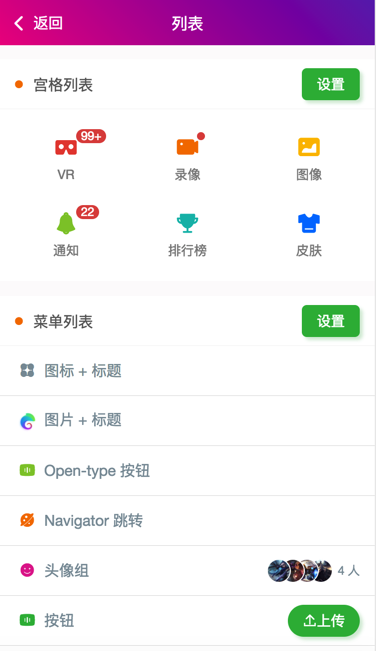 返回 列表
宫格列表 设置
99+
VR 录像 图像
22
通知 排行榜 皮肤
菜单列表 设置
图标 + 标题
图片 + 标题
Open-type 按钮
Navigator 跳转
头像组 4 人
按钮 上传